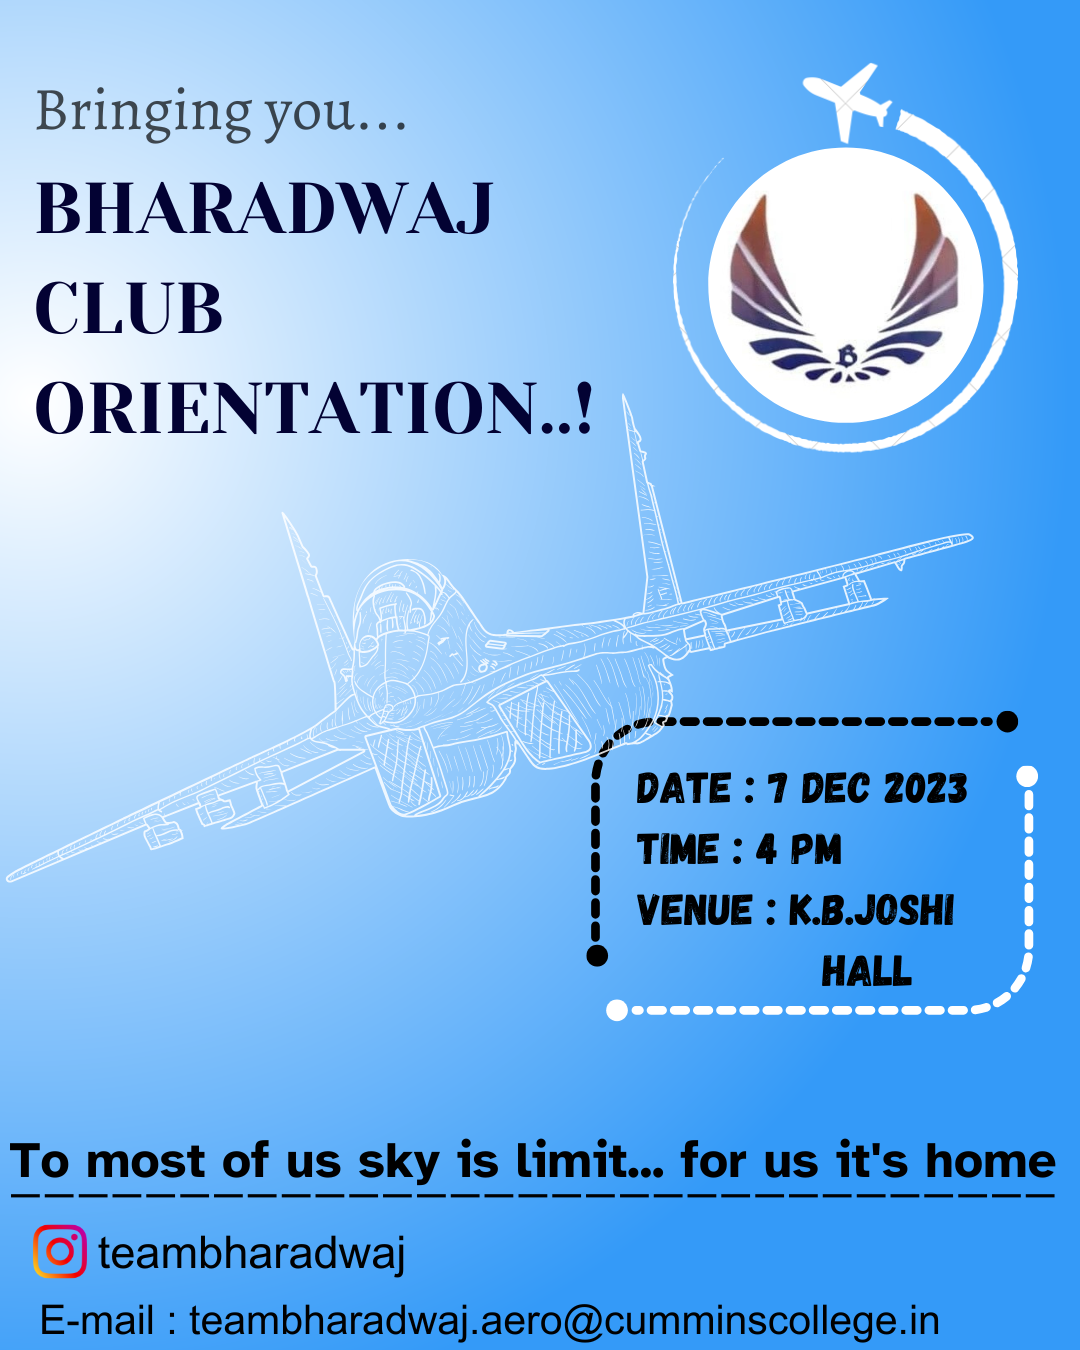 Bringing you...
BHARADWAJ
CLUB
ORIENTATION..!
B
DATE : 7 DEC 2023
TIME : 4 PM
VENUE : K.B.JOSHI
HALL
To most of us sky is limit... for us it's home
teambharadwaj
E-mail : teambharadwaj.aero@cumminscollege.in